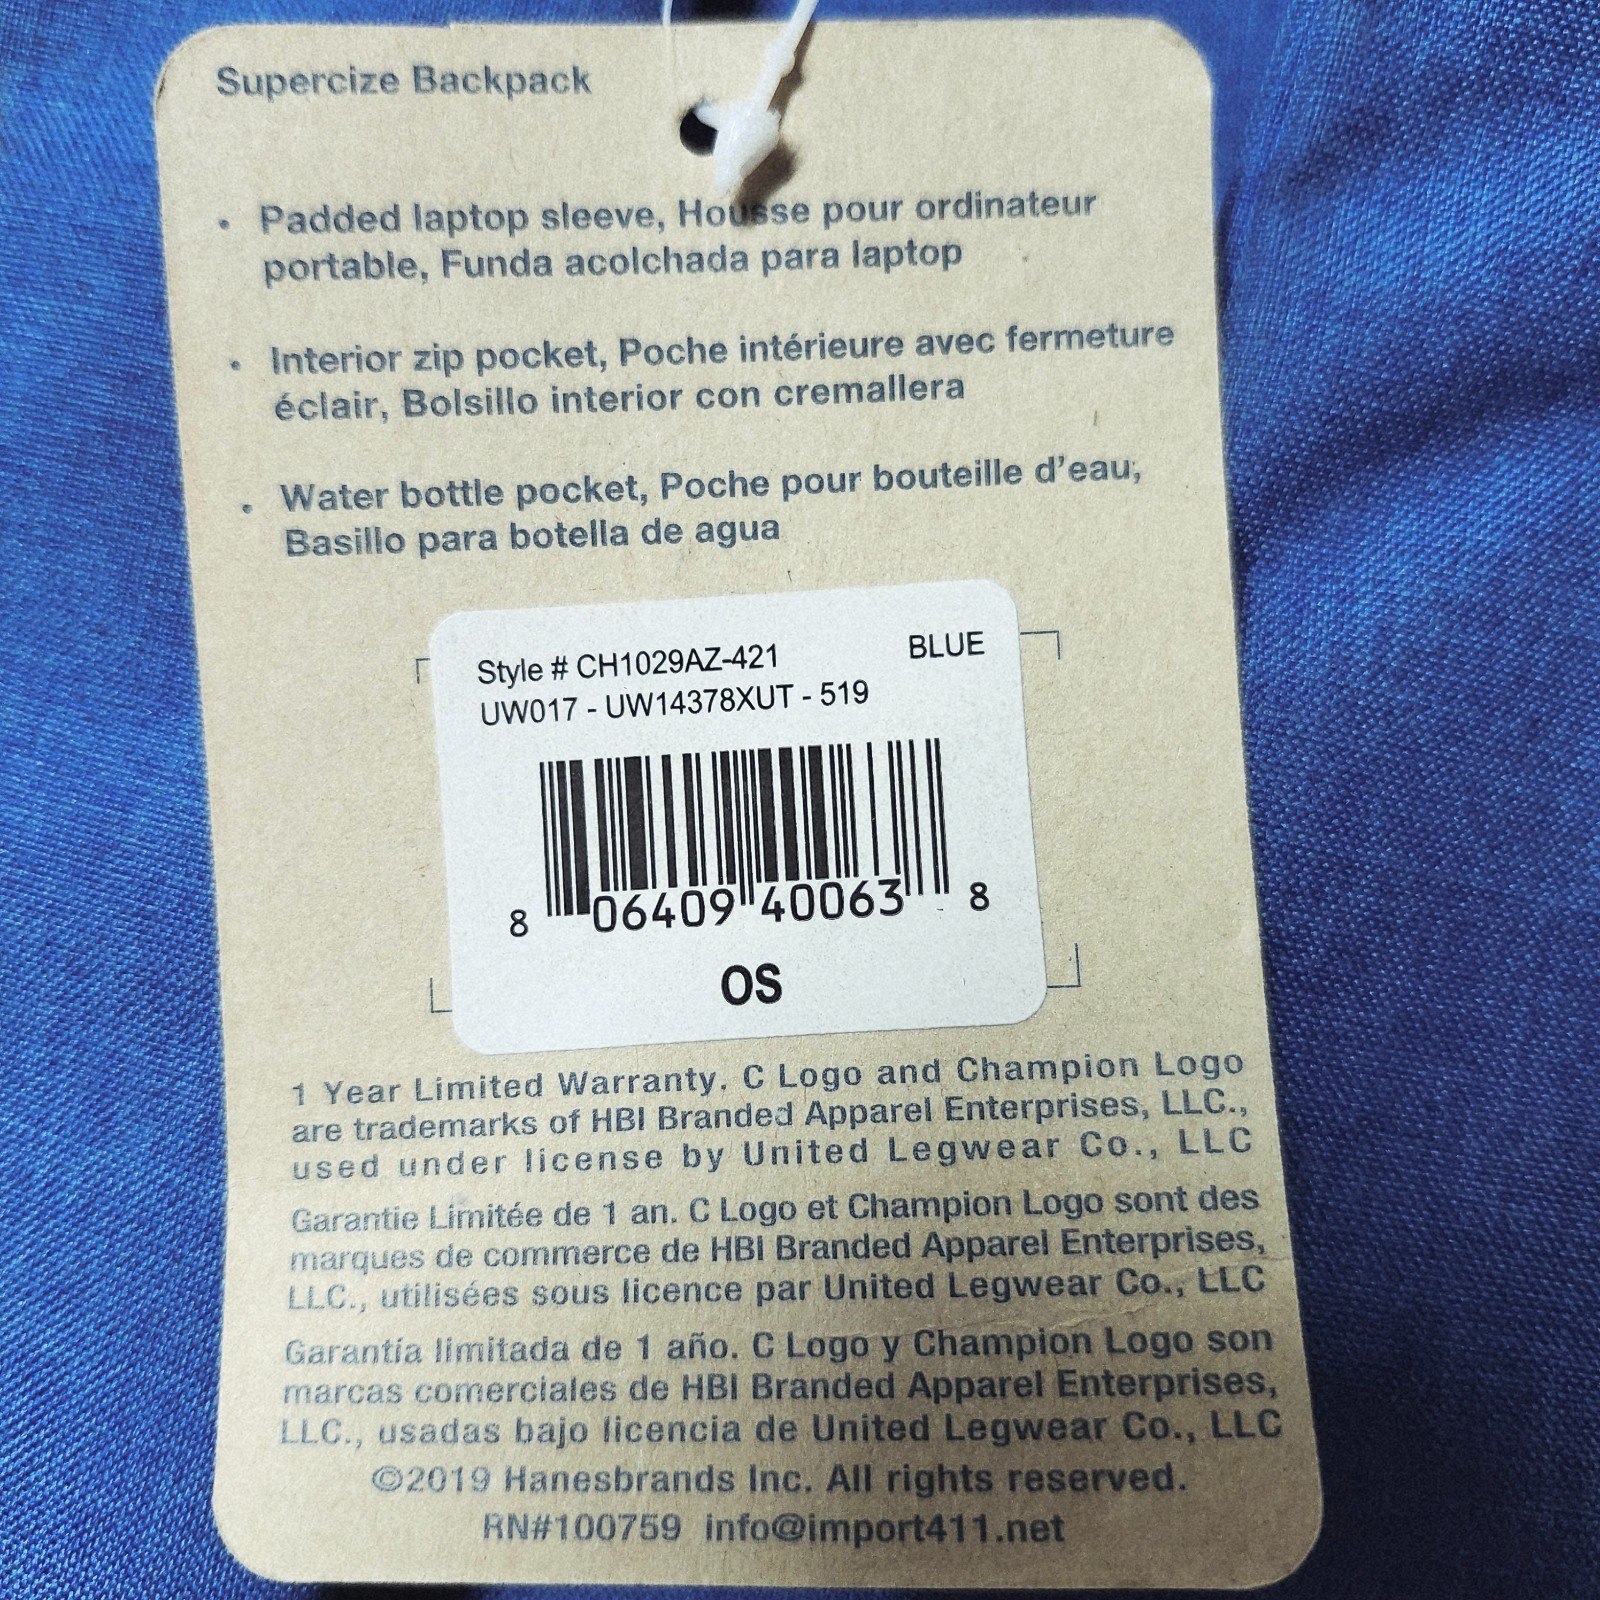 Supercize Backpack
• Padded laptop sleeve, Housse pour ordinateur
portable, Funda acolchada para laptop
• Interior zip pocket, Poche intérieure avec fermeture
éclair, Bolsillo interior con cremallera
• Water bottle pocket, Poche pour bouteille d'eau,
Basillo para botella de agua
Style # CH1029AZ-421 BLUE
UW017 - UW14378XUT - 519
8 06409 40063 8
OS
1 Year Limited Warranty. C Logo and Champion Logo
are trademarks of HBI Branded Apparel Enterprises, LLC.,
used under license by United Legwear Co., LLC
Garantie Limitée de 1 an. C Logo et Champion Logo sont des
marques de commerce de HBI Branded Apparel Enterprises,
LLC., utilisées sous licence par United Legwear Co., LLC
Garantía limitada de 1 año. C Logo y Champion Logo son
marcas comerciales de HBI Branded Apparel Enterprises,
LLC., usadas bajo licencia de United Legwear Co., LLC
©2019 Hanesbrands Inc. All rights reserved.
RN#100759 info@import411.net